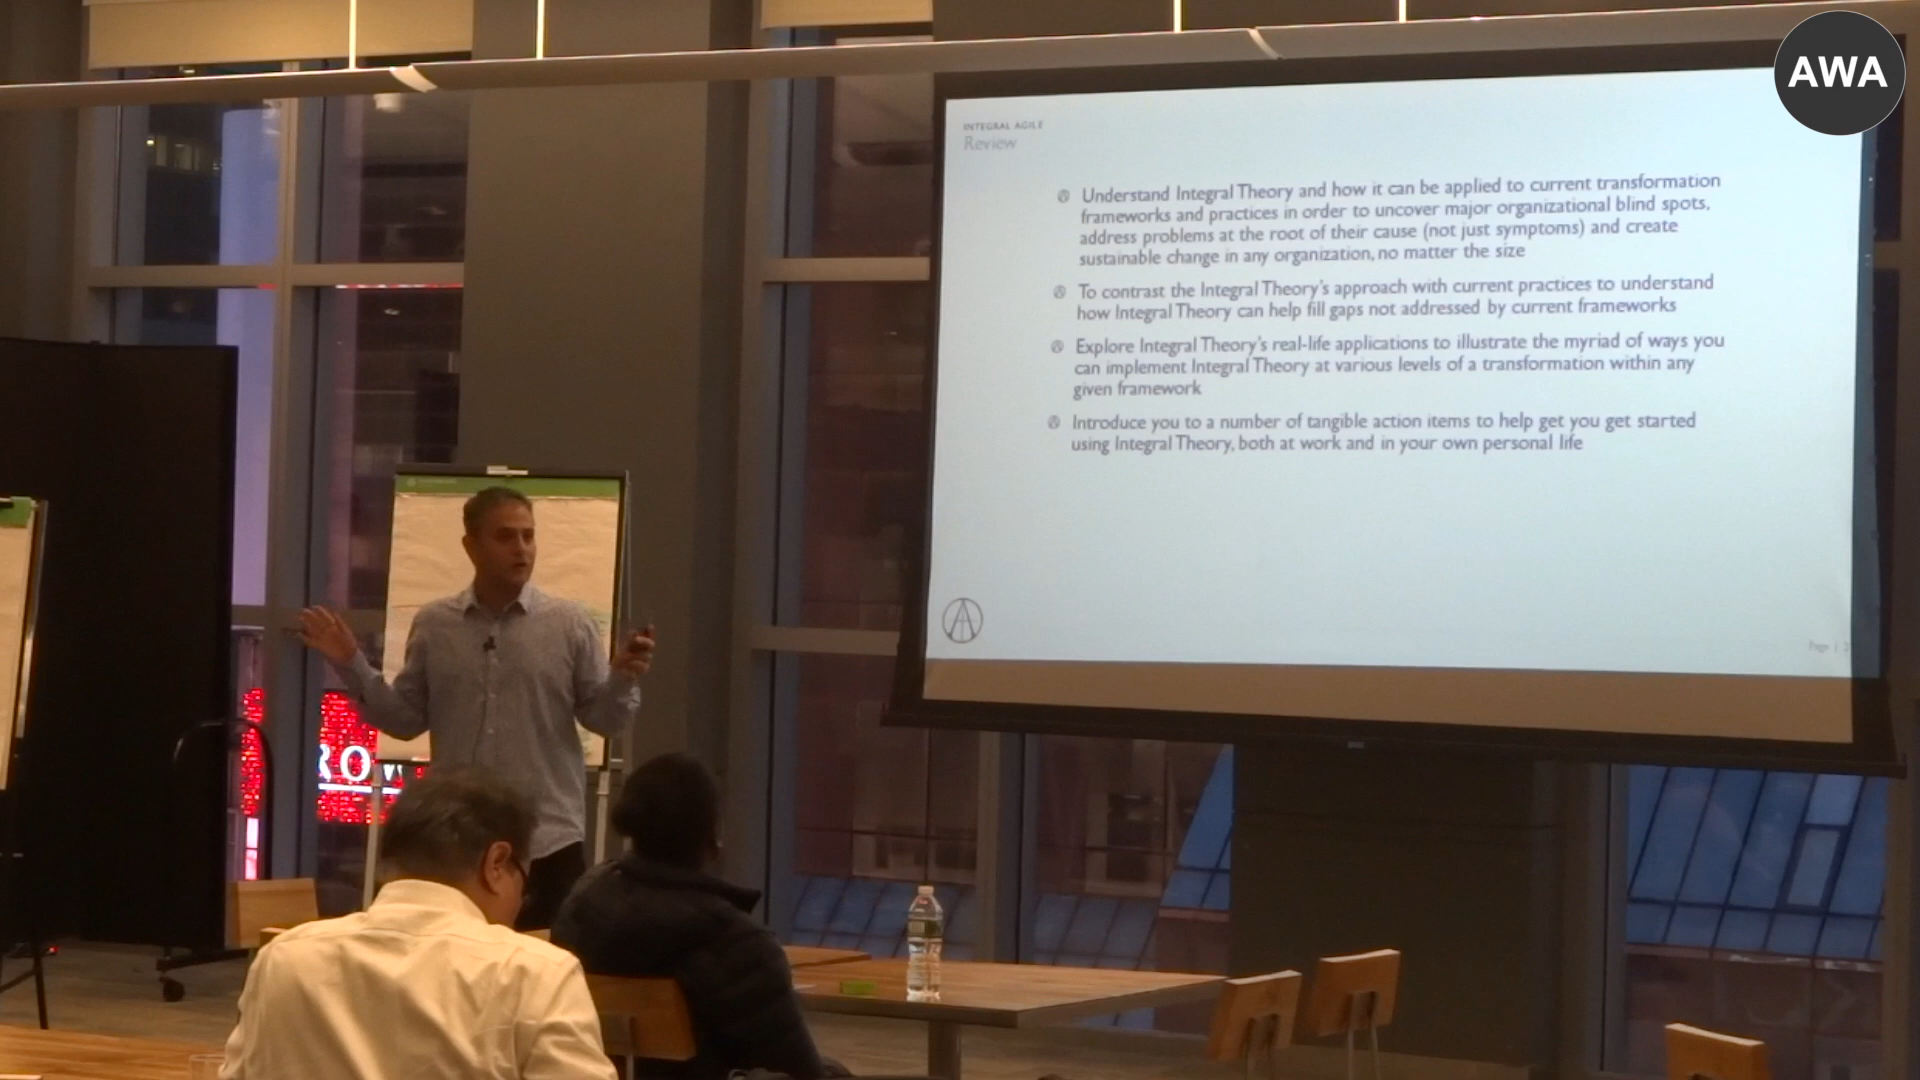 AWA
INTEGRAL AGILE
Review
Understand Integral Theory and how it can be applied to current transformation
frameworks and practices in order to uncover major organizational blind spots,
address problems at the root of their cause (not just symptoms) and create
sustainable change in any organization, no matter the size
To contrast the Integral Theory's approach with current practices to understand
how Integral Theory can help fill gaps not addressed by current frameworks
Explore Integral Theory's real-life applications to illustrate the myriad of ways you
can implement Integral Theory at various levels of a transformation within any
given framework
Introduce you to a number of tangible action items to help get you get started
using Integral Theory, both at work and in your own personal life
Page |
ROW